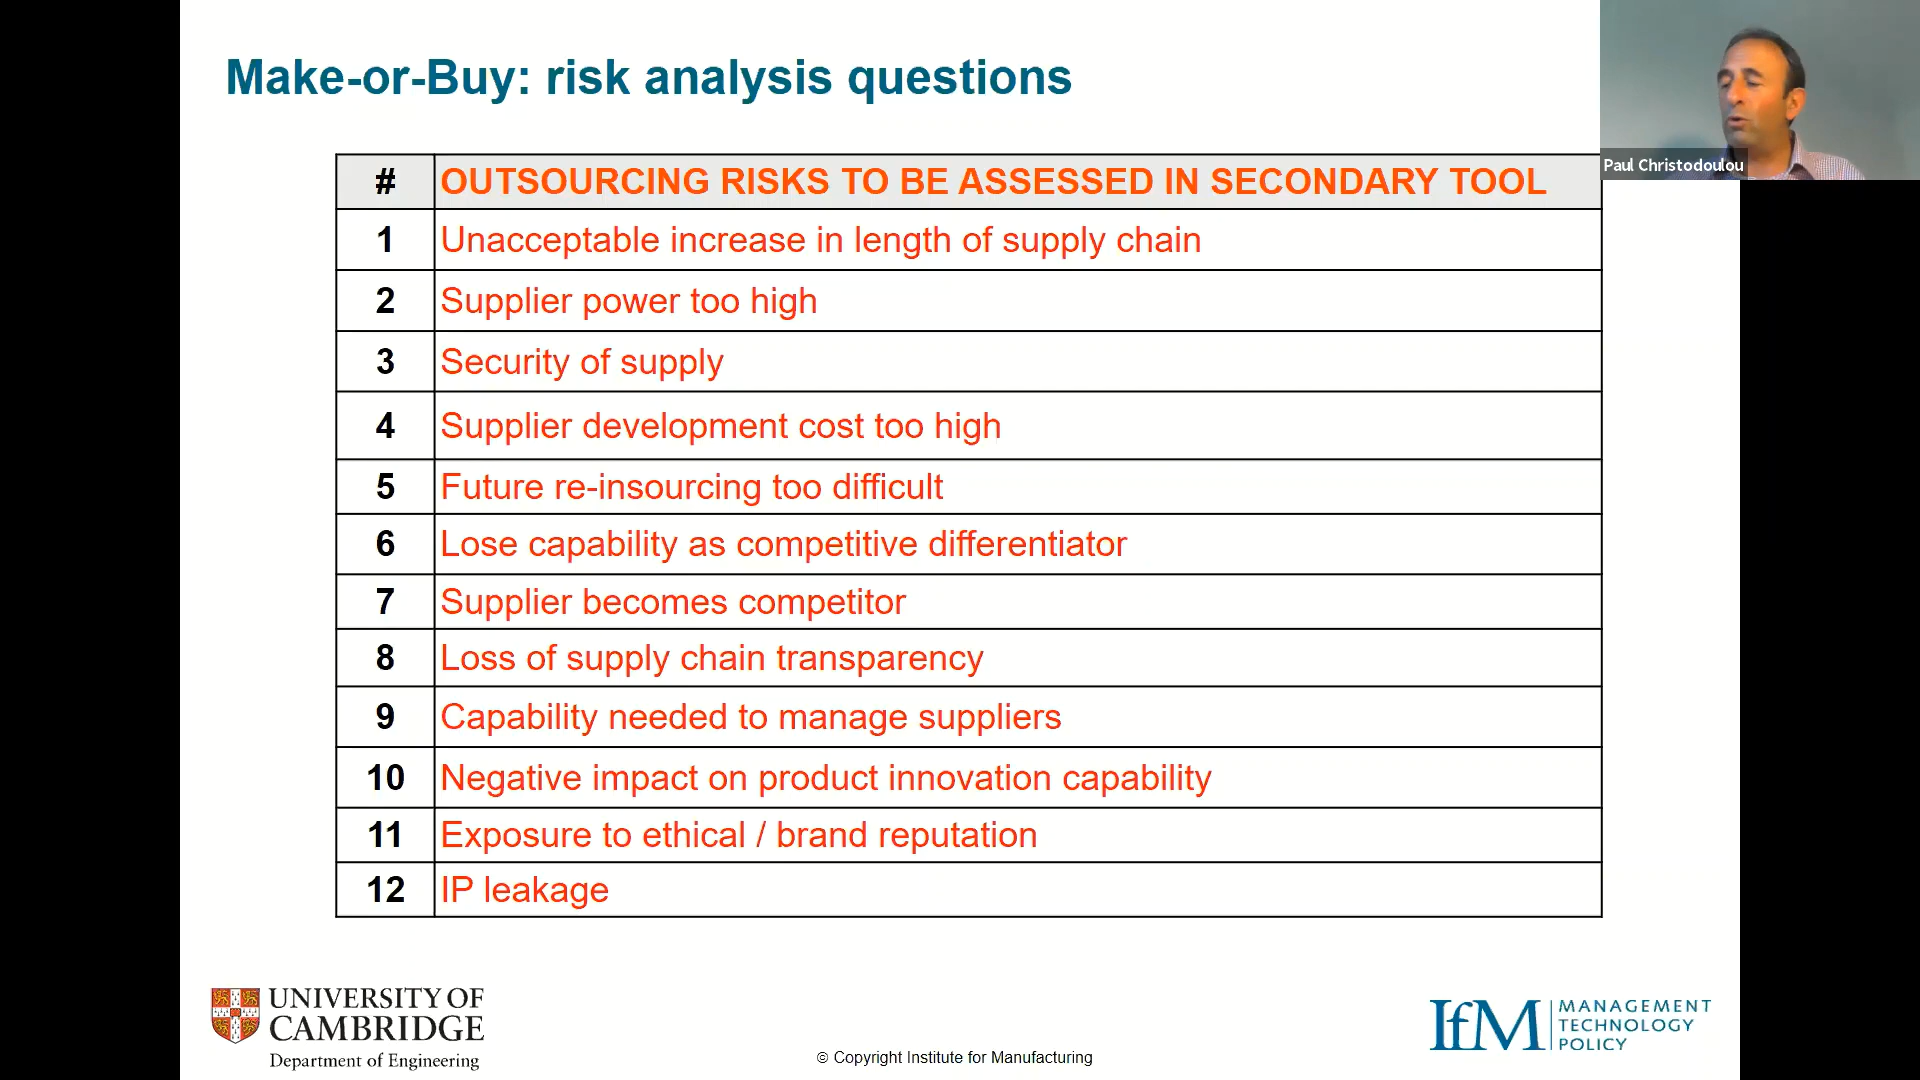 Make-or-Buy: risk analysis questions
Paul Christodoulou
# OUTSOURCING RISKS TO BE ASSESSED IN SECONDARY TOOL
1 Unacceptable increase in length of supply chain
2 Supplier power too high
3 Security of supply
4 Supplier development cost too high
5 Future re-insourcing too difficult
6 Lose capability as competitive differentiator
7 Supplier becomes competitor
8 Loss of supply chain transparency
9 Capability needed to manage suppliers
10 Negative impact on product innovation capability
11 Exposure to ethical / brand reputation
12 IP leakage
UNIVERSITY OF
CAMBRIDGE
Department of Engineering
© Copyright Institute for Manufacturing
IfM
MANAGEMENT
TECHNOLOGY
POLICY